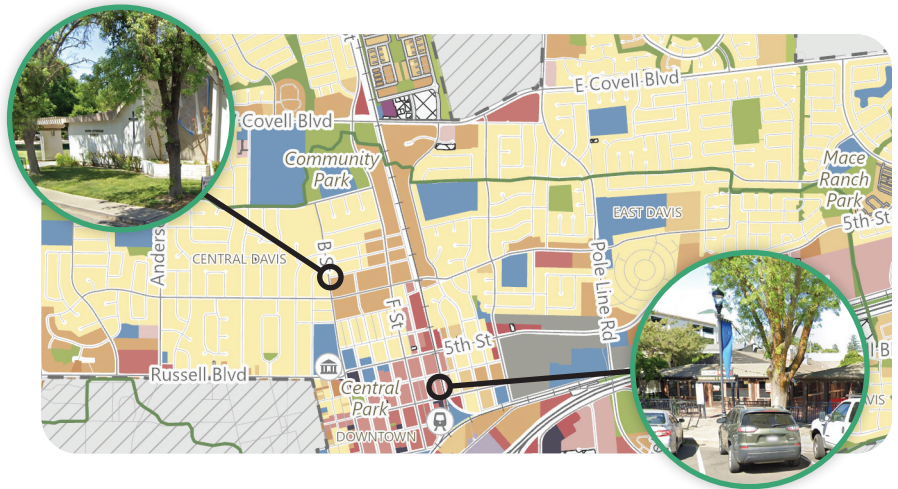 E Covell Blvd
Covell Blvd
Community
Park
Mace
Ranch
Park
5th St
EAST DAVIS
Anders
CENTRAL DAVIS
B S
Pole Line Rd
F St
5th St
Russell Blvd
Central
Park
DOWNTOWN